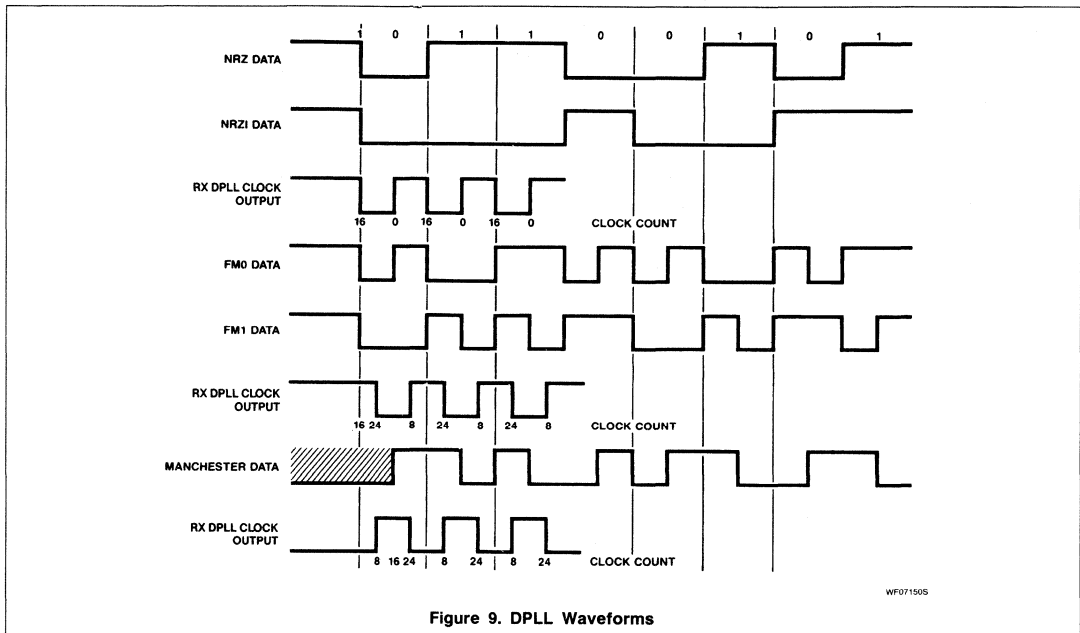 1 0 1 1 0 0 1 0 1
NRZ DATA
NRZI DATA
RX DPLL CLOCK
OUTPUT
16 0 16 0 16 0 CLOCK COUNT
FM0 DATA
FM1 DATA
RX DPLL CLOCK
OUTPUT
16 24 8 24 8 24 8 CLOCK COUNT
MANCHESTER DATA
RX DPLL CLOCK
OUTPUT
8 16 24 8 24 8 24 CLOCK COUNT
WF07150S
Figure 9. DPLL Waveforms